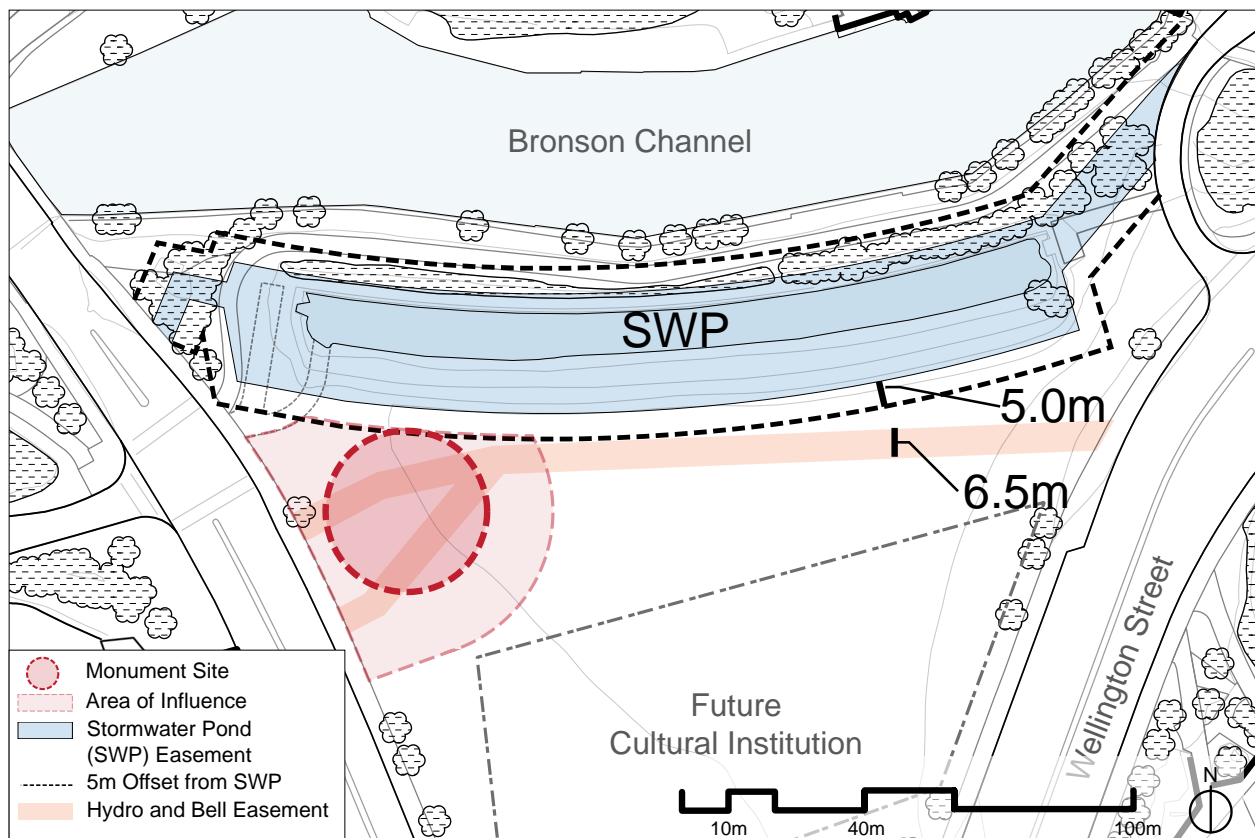 Bronson Channel
SWP
5.0m
6.5m
Wellington Street
Future
Cultural Institution
Monument Site
Area of Influence
Stormwater Pond
(SWP) Easement
5m Offset from SWP
Hydro and Bell Easement
10m
40m
100m
N